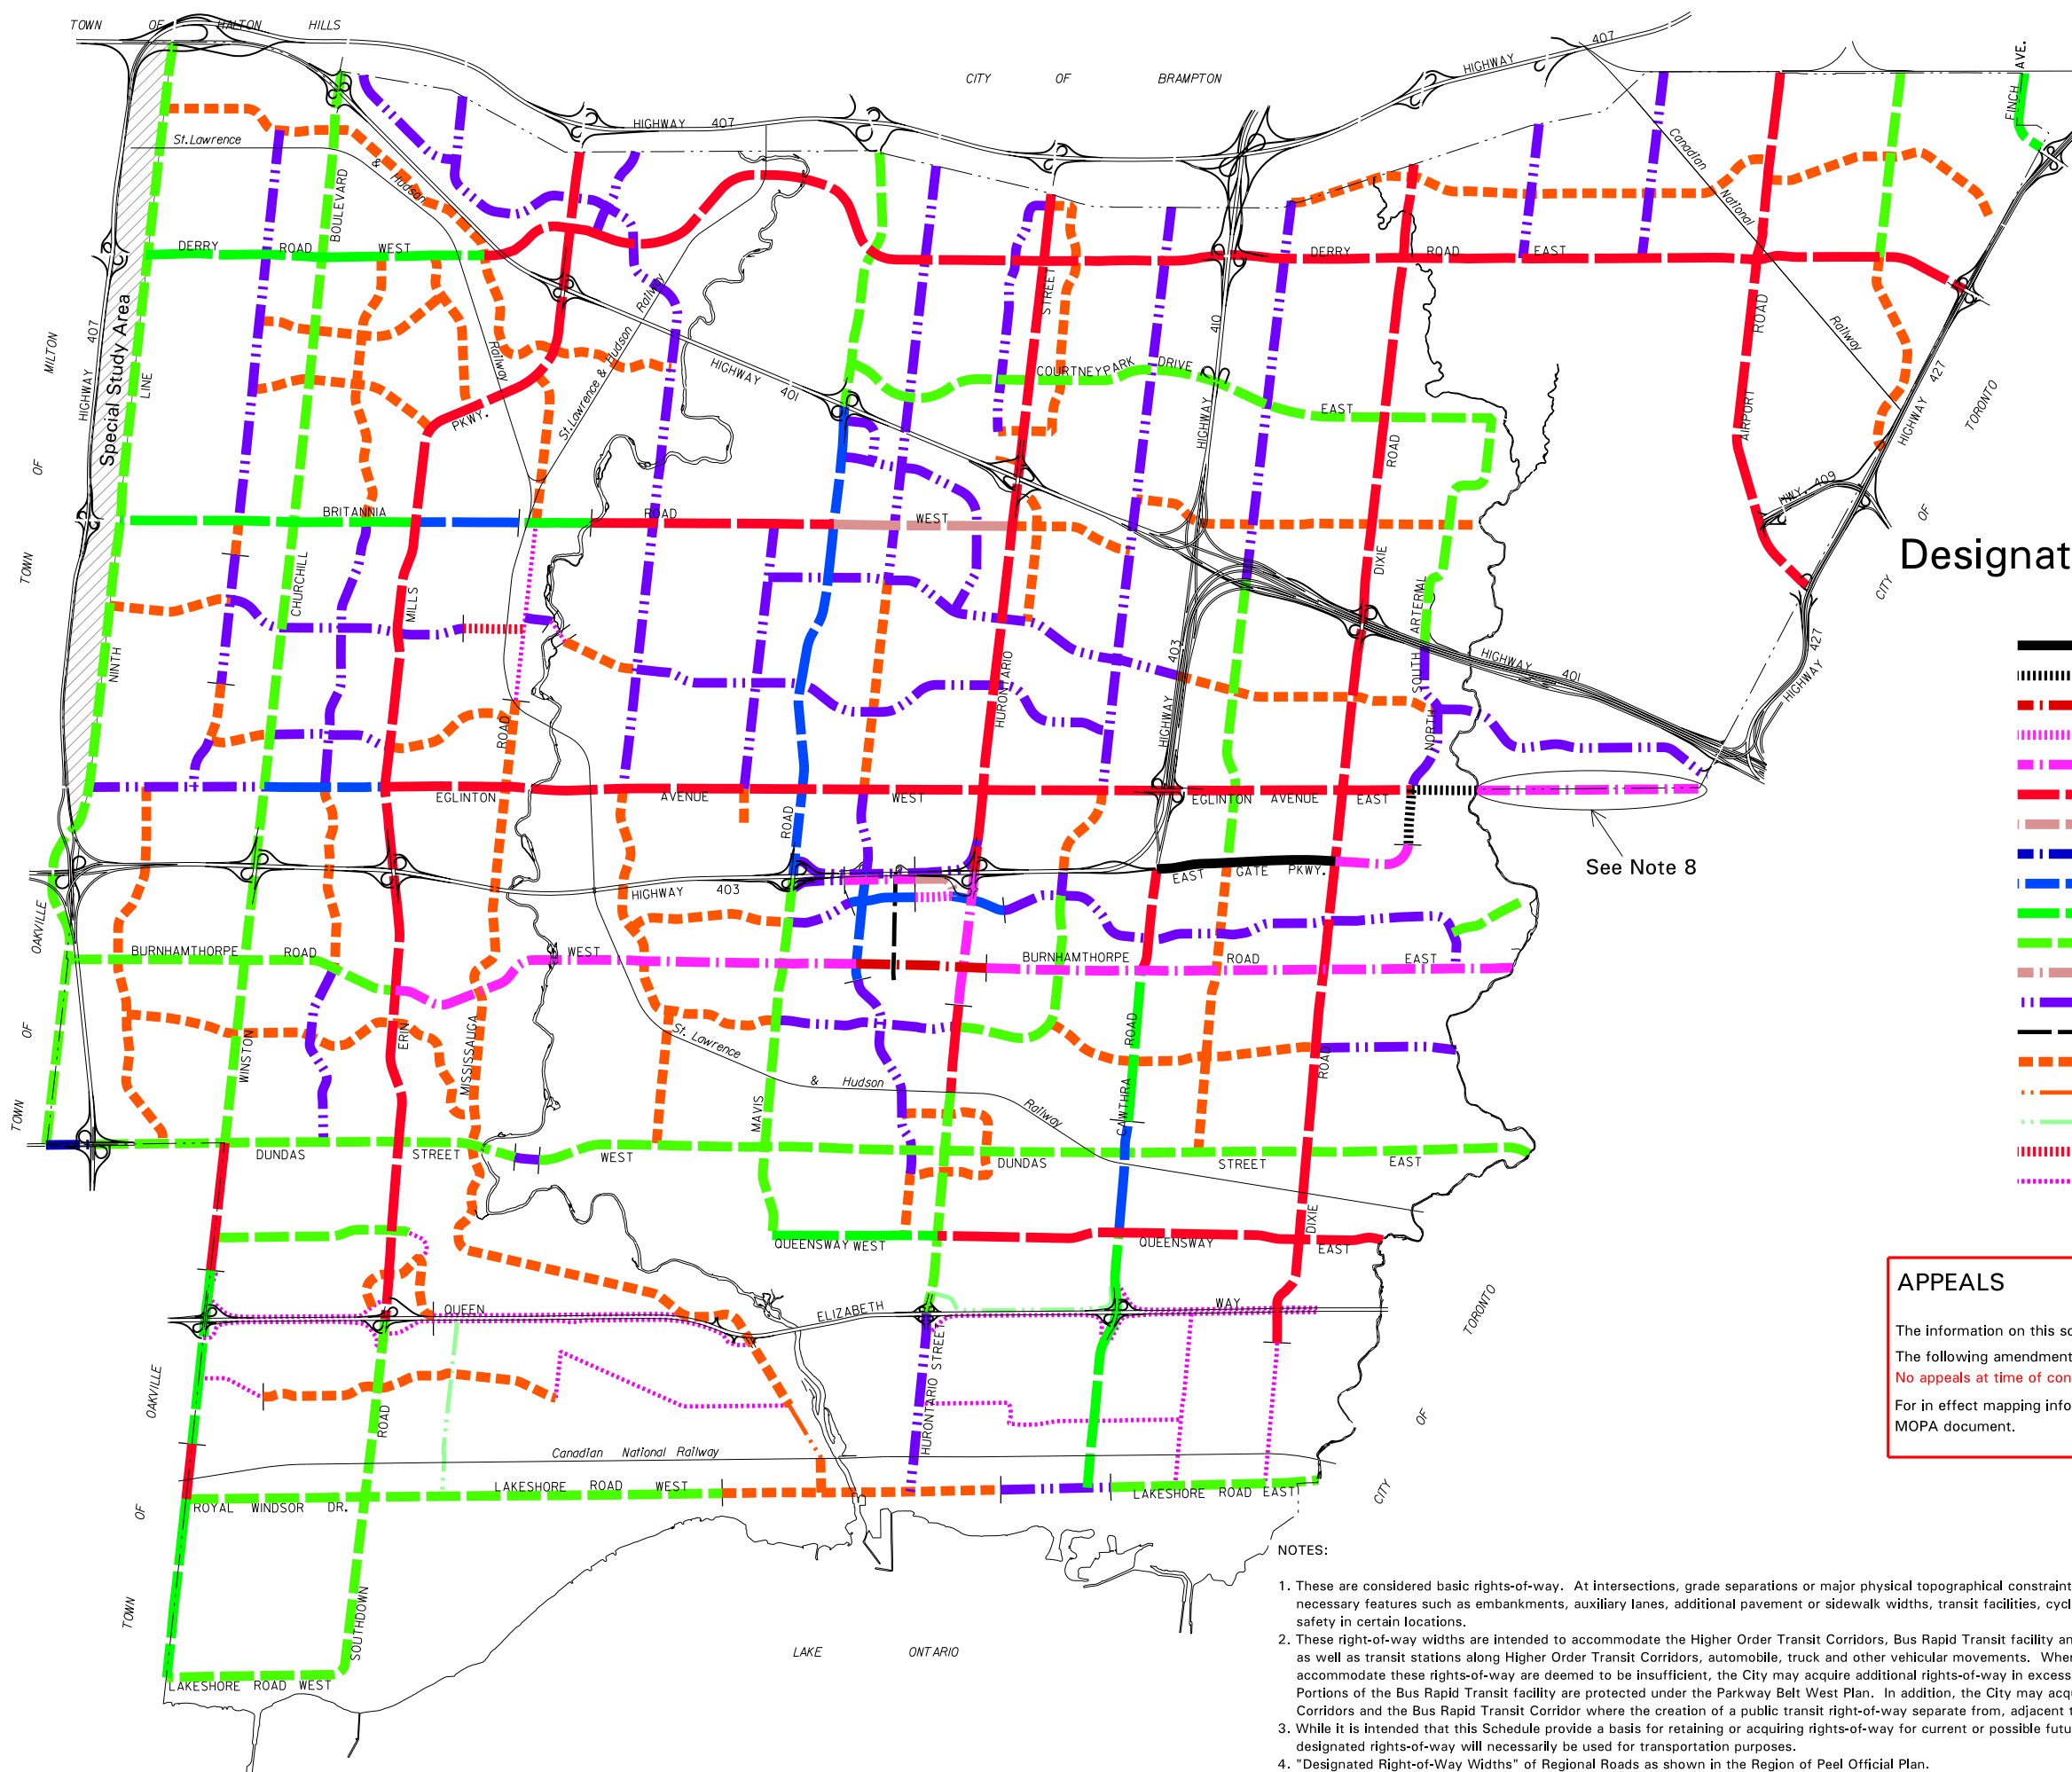 TOWN OF HALTON HILLS
CITY OF BRAMPTON
HIGHWAY 407
HIGHWAY 407
FINCH AVE.
St.Lawrence & Hudson Railway
Canadian National Railway
BOULEVARD
DERRY ROAD WEST
STREET
DERRY ROAD EAST
MILTON
OF
TOWN
HIGHWAY 407
Special Study Area
LINE
St.Lawrence & Hudson Railway
HIGHWAY 401
COURTNEYPARK DRIVE EAST
410
HIGHWAY
ROAD
AIRPORT ROAD
HIGHWAY 427
TORONTO
OF
CITY
PKWY.
HWY. 409
BRITANNIA ROAD WEST
Designat
CHURCHILL
MILLS
DIXIE
NORTH SOUTH ARTERIAL
NINTH
HURONTARIO
403
HIGHWAY
HIGHWAY 401
HIGHWAY 427
ROAD
EGLINTON AVENUE WEST
EGLINTON AVENUE EAST
ROAD
See Note 8
HIGHWAY 403
EAST GATE PKWY.
OAKVILLE
OF
TOWN
BURNHAMTHORPE ROAD WEST
BURNHAMTHORPE ROAD EAST
WINSTON
ERIN
MISSISSAUGA
St. Lawrence & Hudson Railway
MAVIS
CAWTHRA ROAD
ROAD
DUNDAS STREET WEST
DUNDAS STREET EAST
DIXIE
QUEENSWAY WEST
QUEENSWAY EAST
QUEEN ELIZABETH WAY
TORONTO
OF
CITY
OAKVILLE
OF
TOWN
ROAD
HURONTARIO STREET
Canadian National Railway
LAKESHORE ROAD WEST
LAKESHORE ROAD EAST
ROYAL WINDSOR DR.
SOUTHDOWN
LAKESHORE ROAD WEST
LAKE ONTARIO
APPEALS
The information on this sc
The following amendment
No appeals at time of con
For in effect mapping info
MOPA document.
NOTES:
1. These are considered basic rights-of-way. At intersections, grade separations or major physical topographical constraint
necessary features such as embankments, auxiliary lanes, additional pavement or sidewalk widths, transit facilities, cycl
safety in certain locations.
2. These right-of-way widths are intended to accommodate the Higher Order Transit Corridors, Bus Rapid Transit facility an
as well as transit stations along Higher Order Transit Corridors, automobile, truck and other vehicular movements. Wher
accommodate these rights-of-way are deemed to be insufficient, the City may acquire additional rights-of-way in excess
Portions of the Bus Rapid Transit facility are protected under the Parkway Belt West Plan. In addition, the City may acqu
Corridors and the Bus Rapid Transit Corridor where the creation of a public transit right-of-way separate from, adjacent t
3. While it is intended that this Schedule provide a basis for retaining or acquiring rights-of-way for current or possible futu
designated rights-of-way will necessarily be used for transportation purposes.
4. "Designated Right-of-Way Widths" of Regional Roads as shown in the Region of Peel Official Plan.